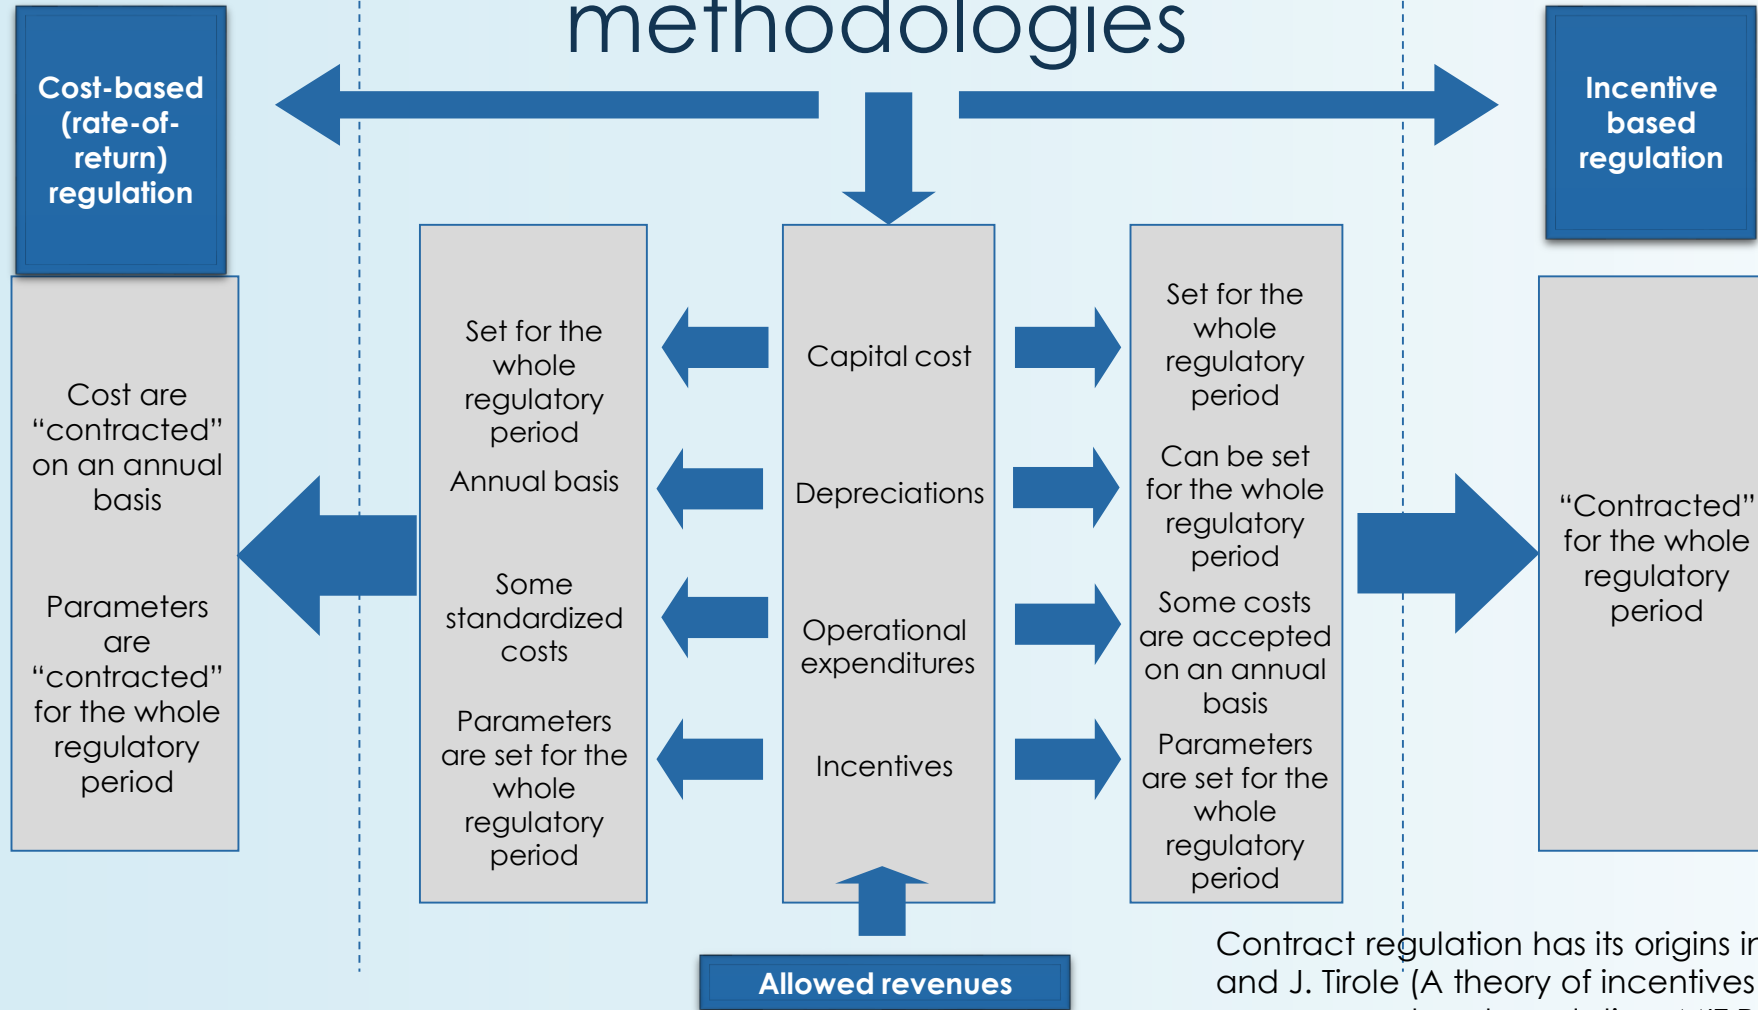 methodologies
Cost-based
(rate-of-
return)
regulation
Incentive
based
regulation
Cost are
“contracted”
on an annual
basis
Parameters
are
“contracted”
for the whole
regulatory
period
Set for the
whole
regulatory
period
Annual basis
Some
standardized
costs
Parameters
are set for the
whole
regulatory
period
Capital cost
Depreciations
Operational
expenditures
Incentives
Set for the
whole
regulatory
period
Can be set
for the whole
regulatory
period
Some costs
are accepted
on an annual
basis
Parameters
are set for the
whole
regulatory
period
“Contracted”
for the whole
regulatory
period
Allowed revenues
Contract regulation has its origins in
and J. Tirole (A theory of incentives